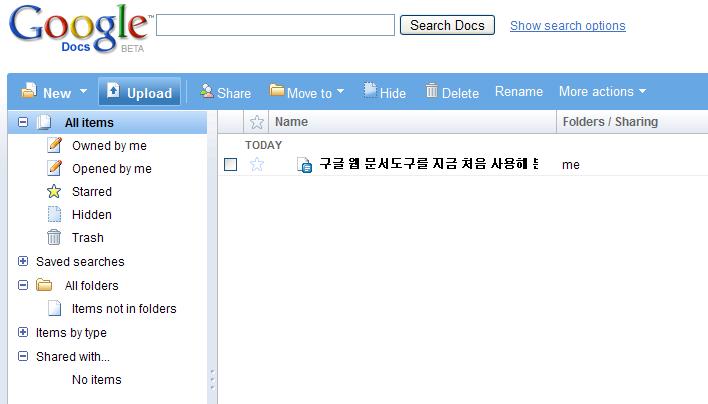 Google™
Docs BETA
Search Docs
Show search options
New
Upload
Share
Move to
Hide
Delete
Rename
More actions
All items
Owned by me
Opened by me
Starred
Hidden
Trash
Saved searches
All folders
Items not in folders
Items by type
Shared with...
No items
Name
Folders / Sharing
TODAY
구글 웹 문서도구를 지금 처음 사용해
me